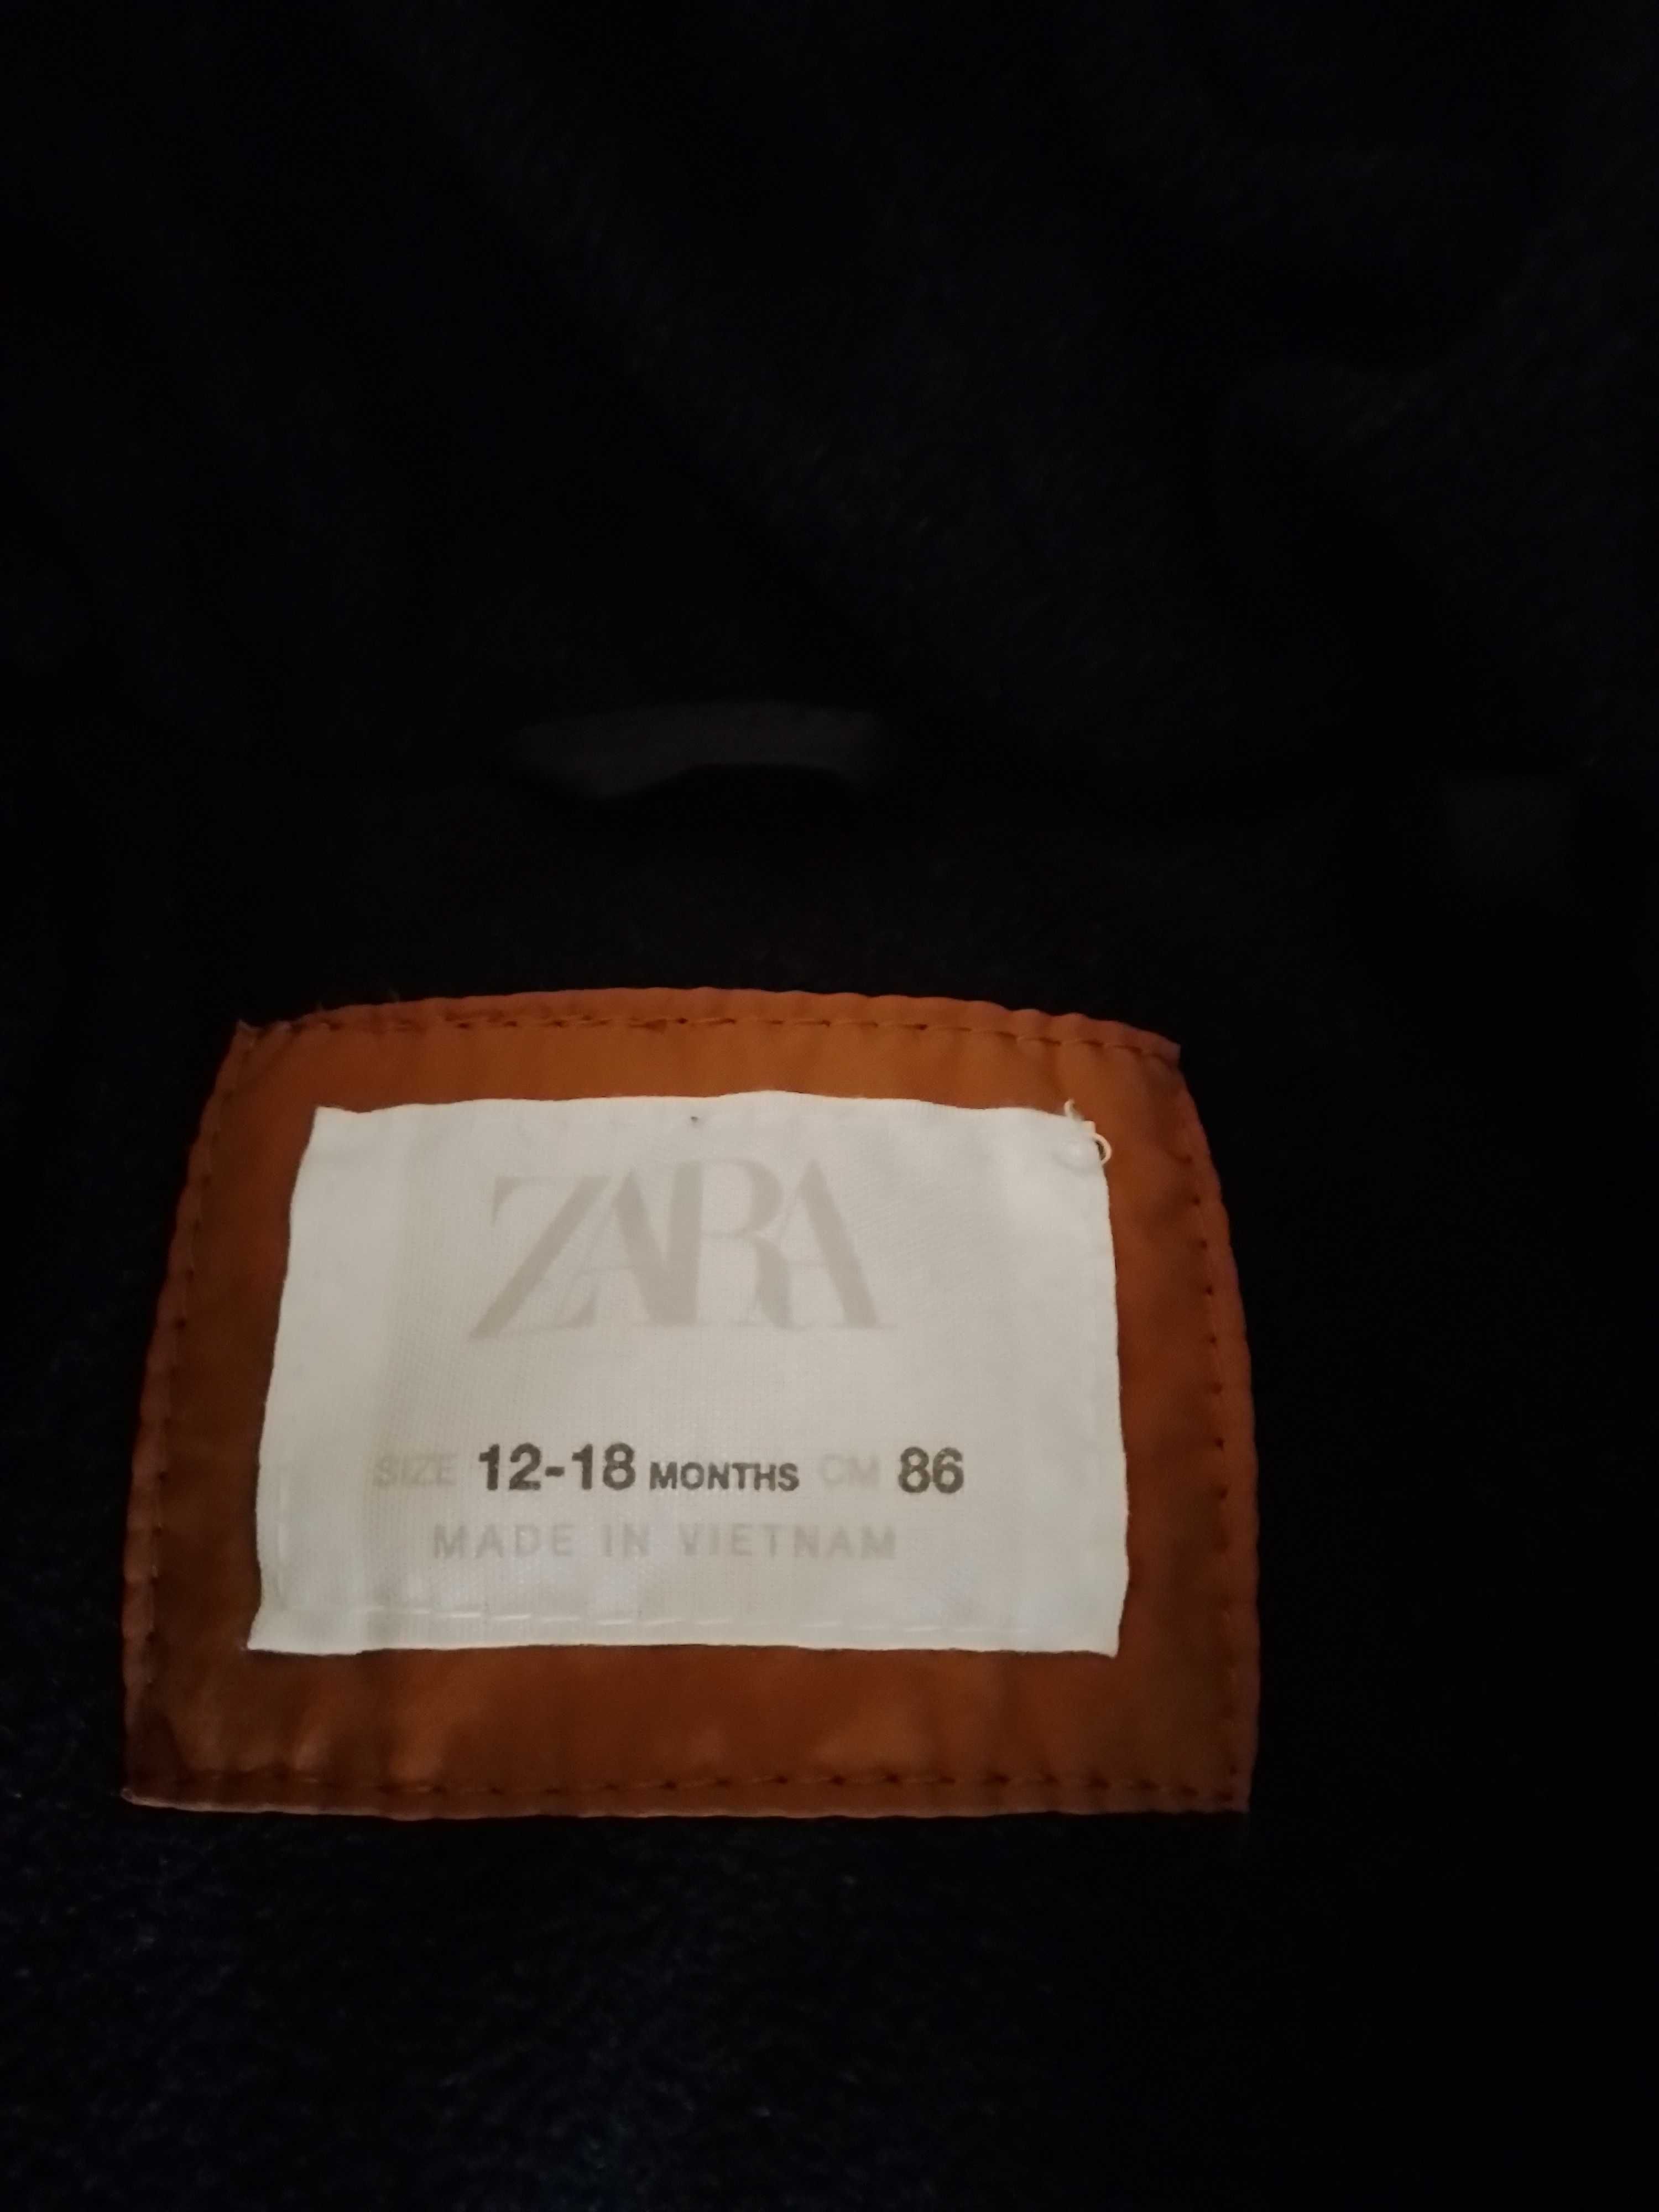 ZARA
SIZE 12-18 MONTHS CM 86
MADE IN VIETNAM